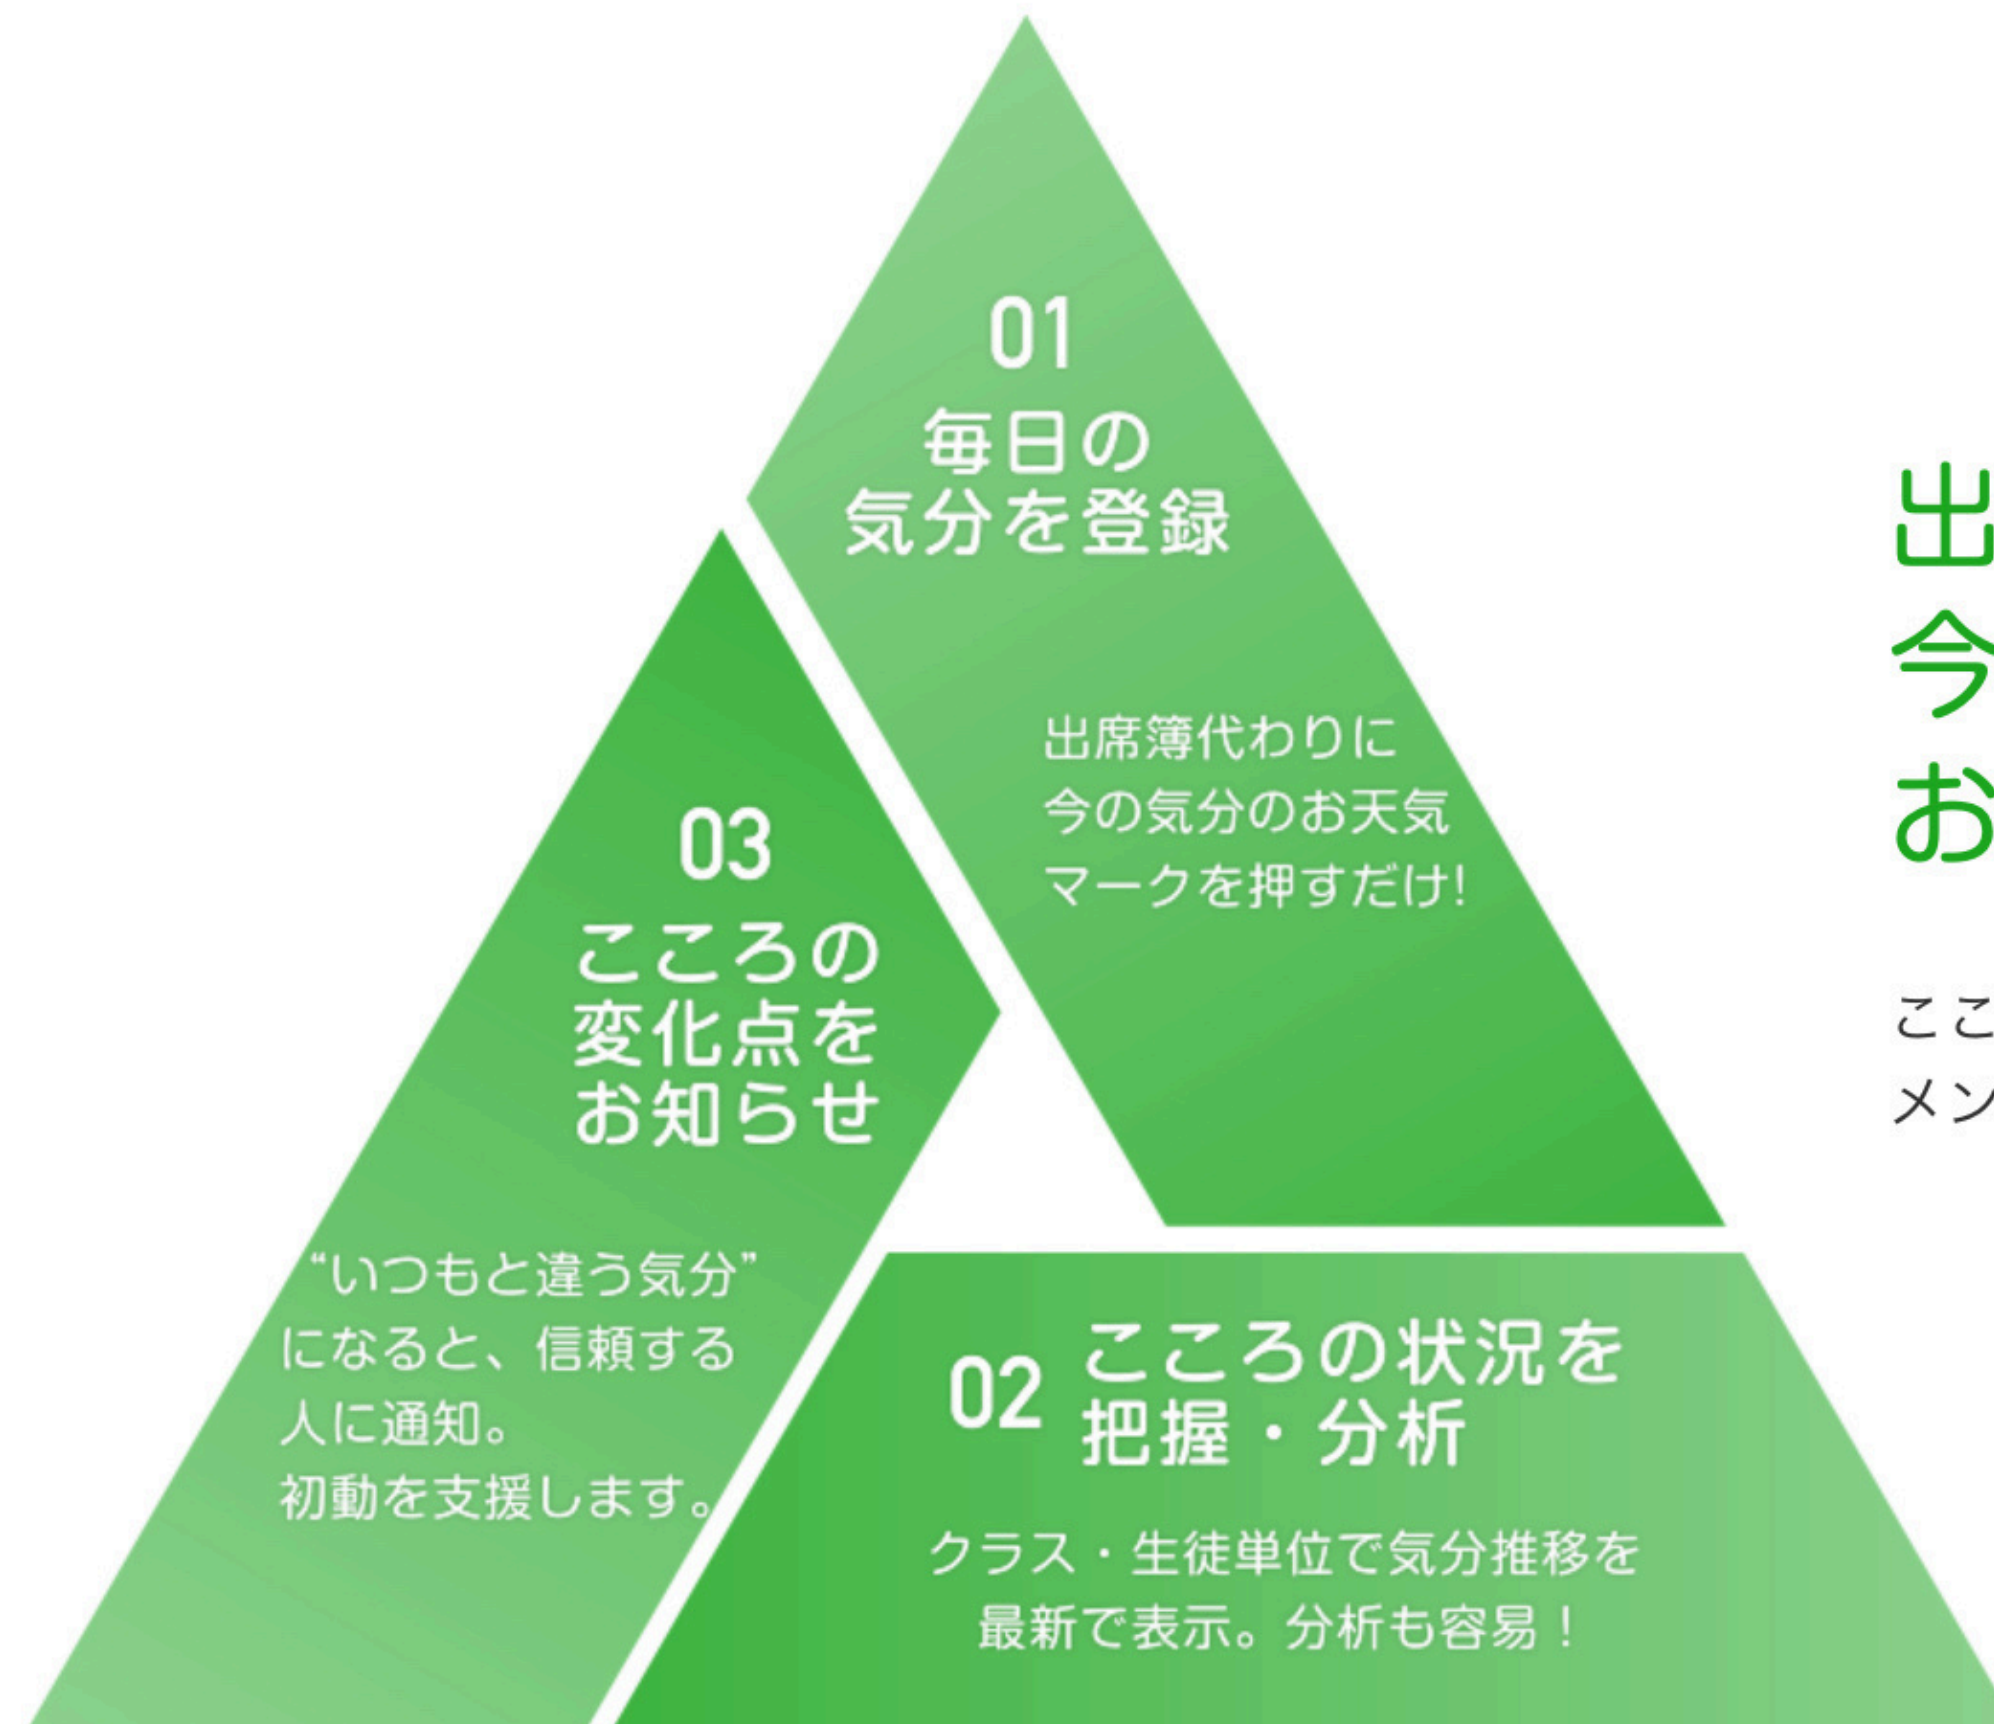 01
毎日の
気分を登録
出席簿代わりに
今の気分のお天気
マークを押すだけ!
03
こころの
変化点を
お知らせ
“いつもと違う気分”
になると、信頼する
人に通知。
初動を支援します。
02
こころの状況を
把握・分析
クラス・生徒単位で気分推移を
最新で表示。分析も容易！
出
今
お
ここ
メン